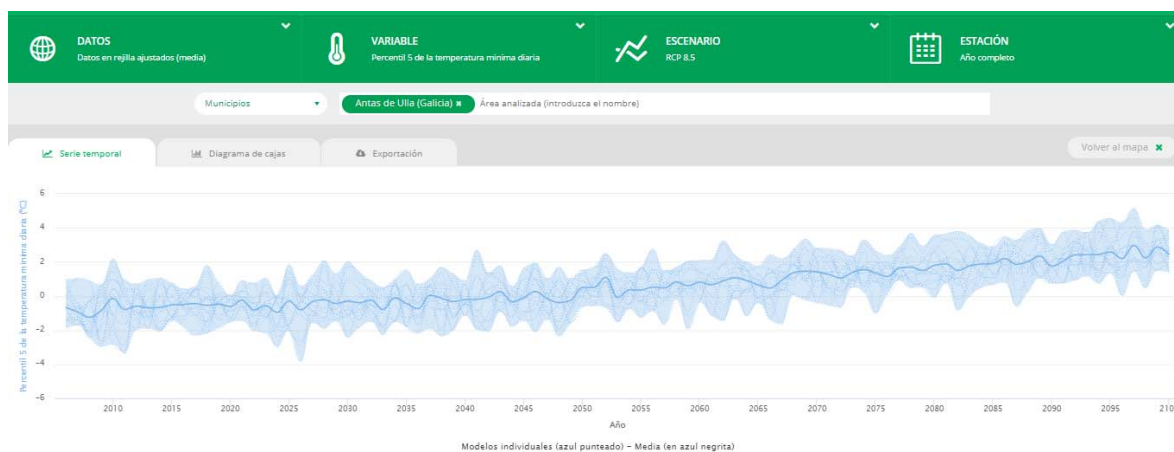 DATOS
Datos en rejilla ajustados (media)
VARIABLE
Percentil 5 de la temperatura mínima diaria
ESCENARIO
RCP 8.5
ESTACIÓN
Año completo
Municipios
Antas de Ulla (Galicia) ×
Área analizada (introduzca el nombre)
Serie temporal
Diagrama de cajas
Exportación
Volver al mapa ×
Percentil 5 de la temperatura mínima diaria (ºC)
6
4
2
0
−2
−4
−6
2010 2015 2020 2025 2030 2035 2040 2045 2050 2055 2060 2065 2070 2075 2080 2085 2090 2095 210
Año
Modelos individuales (azul punteado) – Media (en azul negrita)